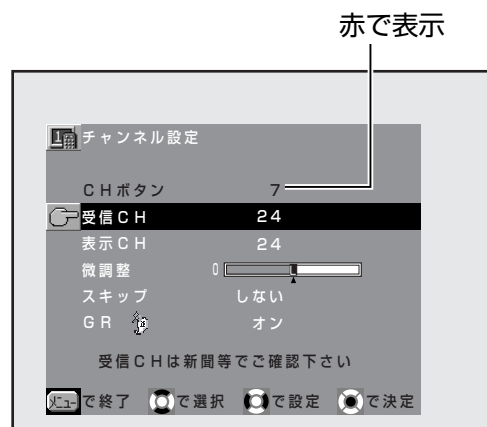 赤で表示
チャンネル設定
CHボタン 7
受信CH 24
表示CH 24
微調整 0
スキップ しない
GR オン
受信CHは新聞等でご確認下さい
メニューで終了 で選択 で設定 で決定